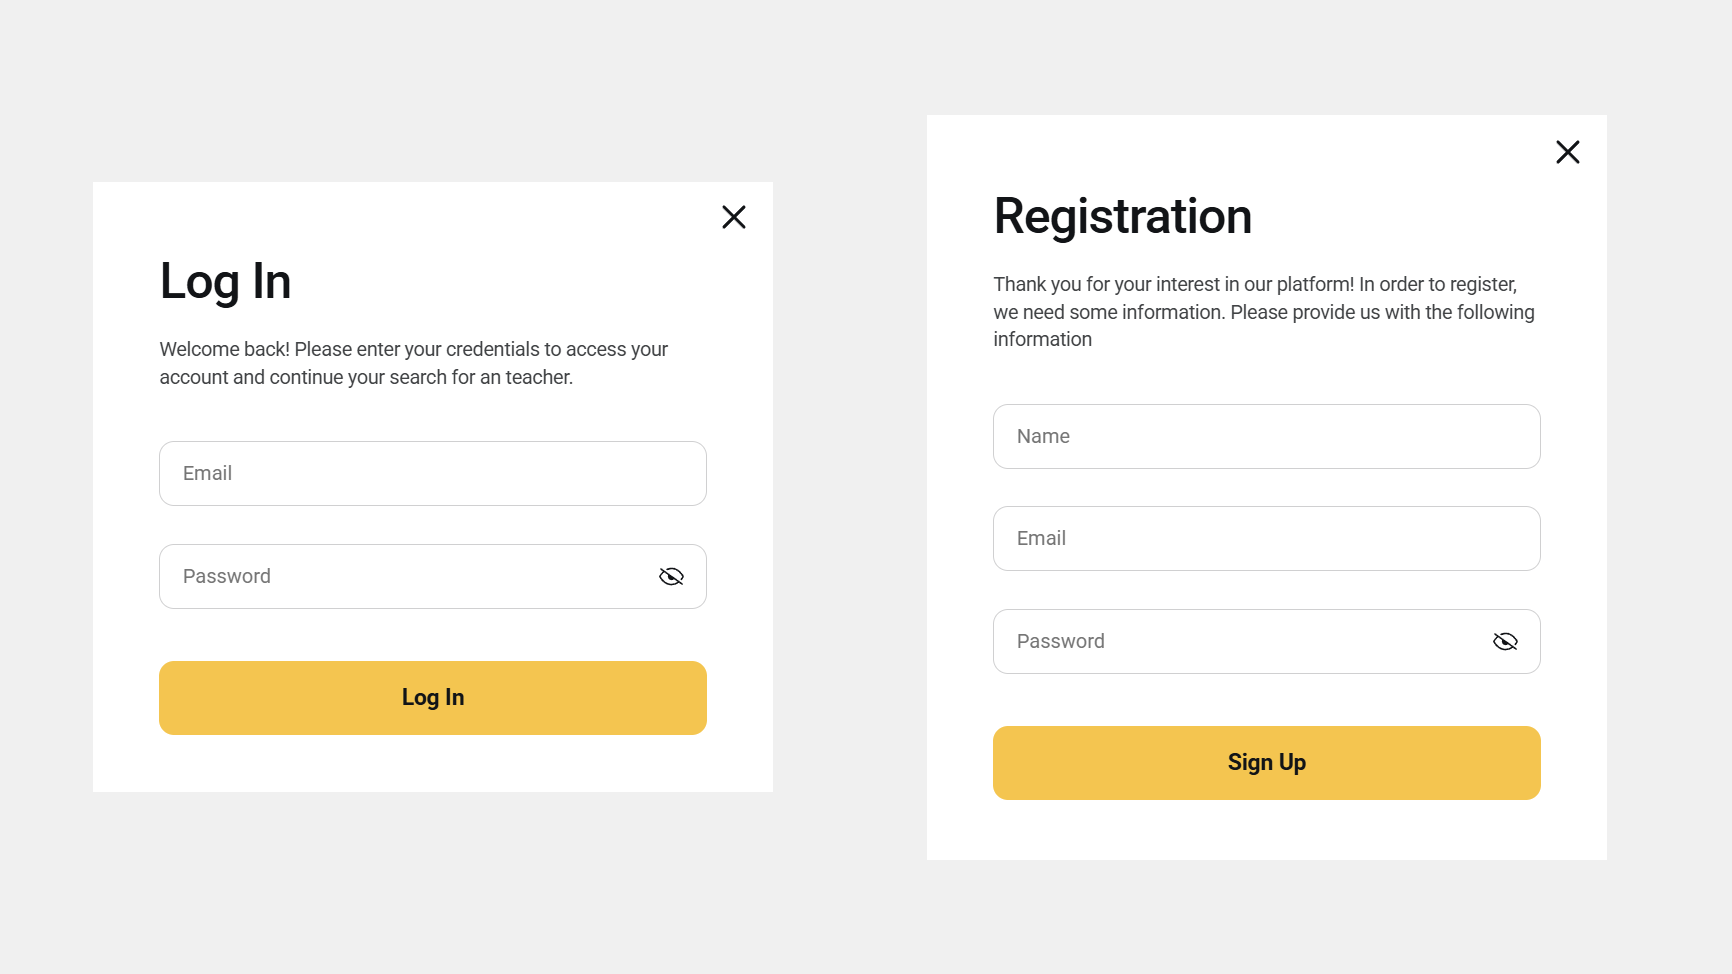 Log In
Welcome back! Please enter your credentials to access your
account and continue your search for an teacher.
Email
Password
Log In
Registration
Thank you for your interest in our platform! In order to register,
we need some information. Please provide us with the following
information
Name
Email
Password
Sign Up